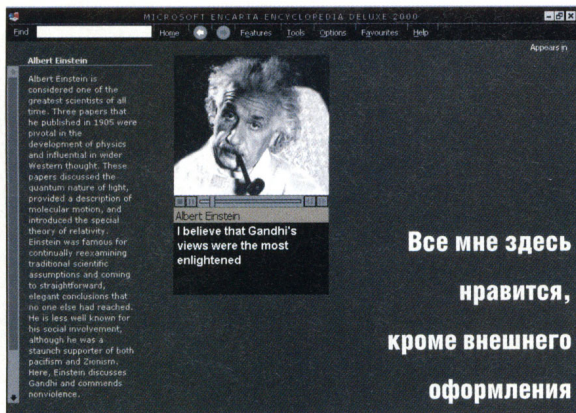 MICROSOFT ENCARTA ENCYCLOPEDIA DELUXE 2000
Find
Home
Features
Tools
Options
Favourites
Help
Appears in
Albert Einstein
Albert Einstein is
considered one of the
greatest scientists of all
time. Three papers that
he published in 1905 were
pivotal in the
development of physics
and influential in wider
Western thought. These
papers discussed the
quantum nature of light,
provided a description of
molecular motion, and
introduced the special
theory of relativity.
Einstein was famous for
continually reexamining
traditional scientific
assumptions and coming
to straightforward,
elegant conclusions that
no one else had reached.
He is less well known for
his social involvement,
although he was a
staunch supporter of both
pacifism and Zionism.
Here, Einstein discusses
Gandhi and commends
nonviolence.
Albert Einstein
I believe that Gandhi's
views were the most
enlightened
Все мне здесь
нравится,
кроме внешнего
оформления